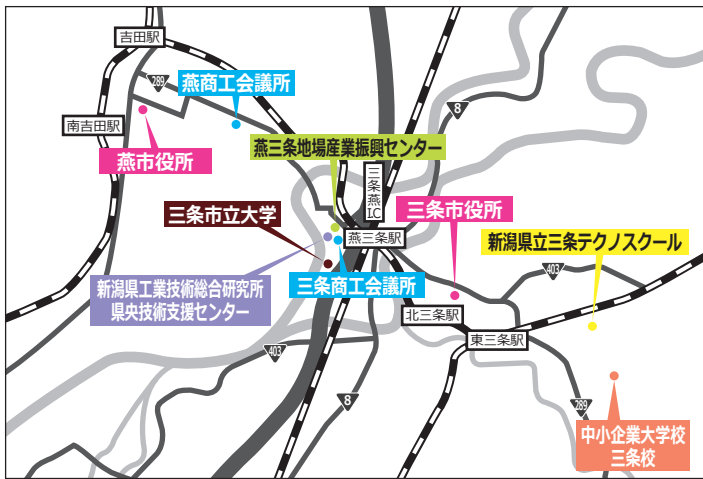 吉田駅
289
燕商工会議所
8
南吉田駅
燕市役所
燕三条地場産業振興センター
三条燕IC
三条市立大学
三条市役所
燕三条駅
新潟県立三条テクノスクール
403
新潟県工業技術総合研究所
県央技術支援センター
三条商工会議所
北三条駅
東三条駅
403
8
289
中小企業大学校
三条校